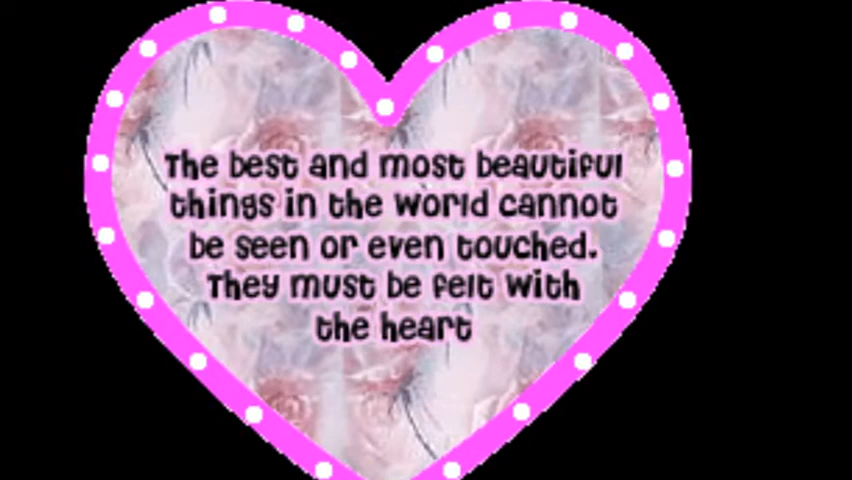 The best and most beautiful
things in the world cannot
be seen or even touched.
They must be felt with
the heart